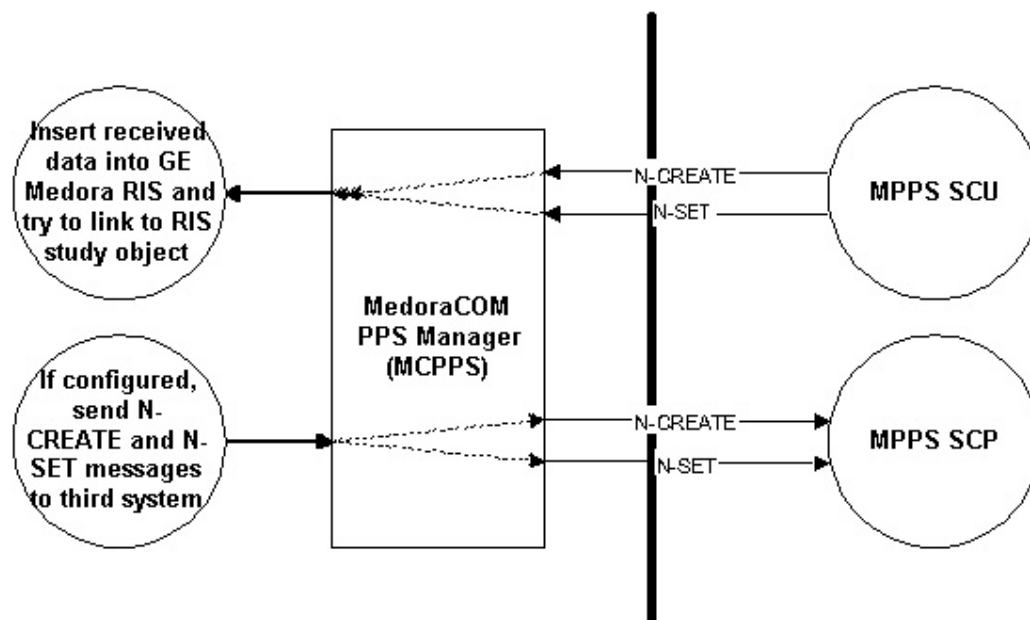 Insert received
data into GE
Medora RIS and
try to link to RIS
study object
N-CREATE
N-SET
MPPS SCU
MedoraCOM
PPS Manager
(MCPPS)
If configured,
send N-
CREATE and N-
SET messages
to third system
N-CREATE
N-SET
MPPS SCP